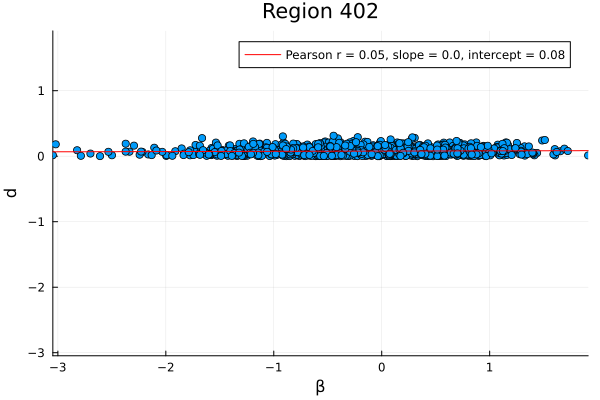 Region 402
Pearson r = 0.05, slope = 0.0, intercept = 0.08
1
0
−1
−2
−3
d
−3 −2 −1 0 1
β